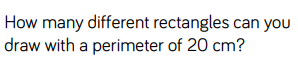 How many different rectangles can you
draw with a perimeter of 20 cm?